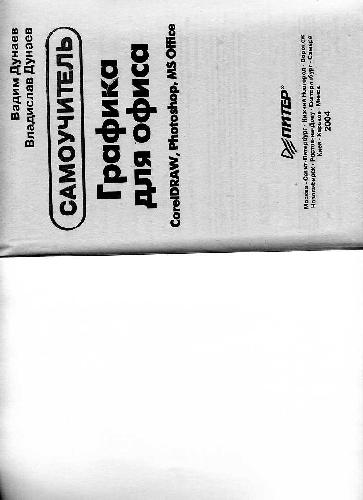 Вадим Дунаев
Владислав Дунаев
САМОУЧИТЕЛЬ
Графика
для офиса
CorelDRAW, Photoshop, MS Office
ПИТЕР®
Москва · Санкт-Петербург · Нижний Новгород · Воронеж
Новосибирск · Ростов-на-Дону · Екатеринбург · Самара
Киев · Харьков · Минск
2004